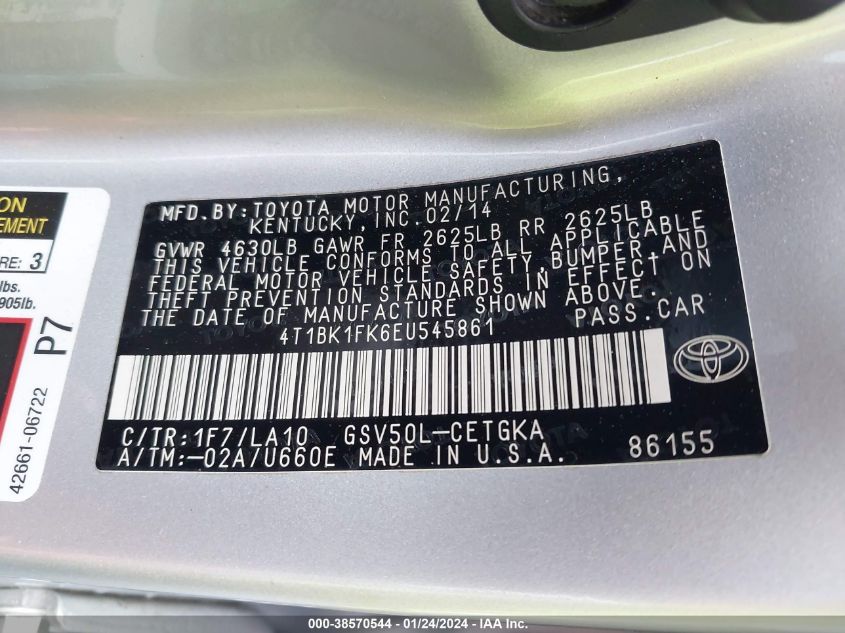 MFD.BY:TOYOTA MOTOR MANUFACTURING,
KENTUCKY,INC.02/14
GVWR 4630LB GAWR FR 2625LB RR 2625LB
THIS VEHICLE CONFORMS TO ALL APPLICABLE
FEDERAL MOTOR VEHICLE SAFETY,BUMPER,AND
THEFT PREVENTION STANDARDS IN EFFECT ON
THE DATE OF MANUFACTURE SHOWN ABOVE.
4T1BK1FK6EU545861 PASS.CAR
C/TR:1F7/LA10 GSV50L-CETGKA
A/TM:-02A/U660E MADE IN U.S.A. 86155
ON
EMENT
RE: 3
lbs.
905lb.
P7
42661-06722
000-38570544 / 01/24/2024 - IAA Inc.